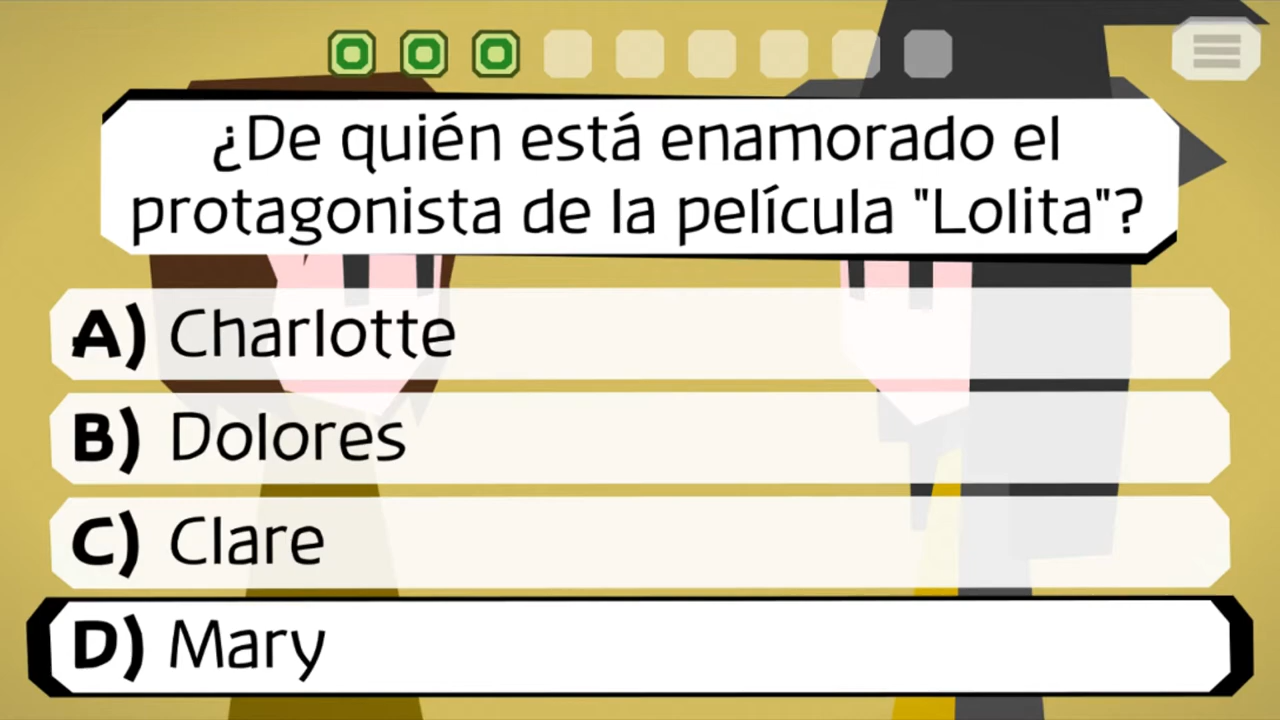 ¿De quién está enamorado el
protagonista de la película "Lolita"?
A) Charlotte
B) Dolores
C) Clare
D) Mary